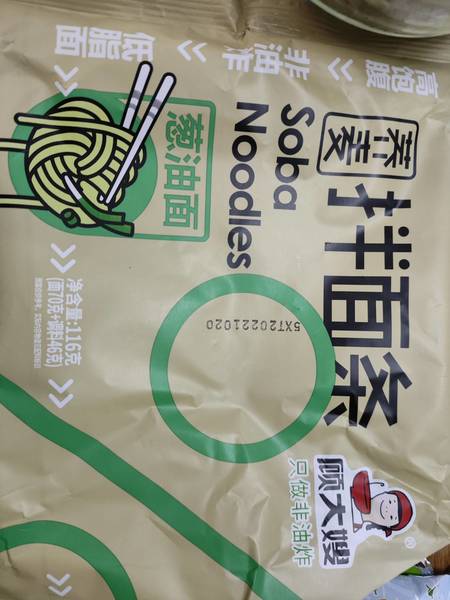 高饱腹
非油炸
低脂面
荞麦
拌面条
Soba
Noodles
葱油面
顾大嫂
®
只做非油炸
5XT20221020
净含量:116克
(面70克+调料46克)